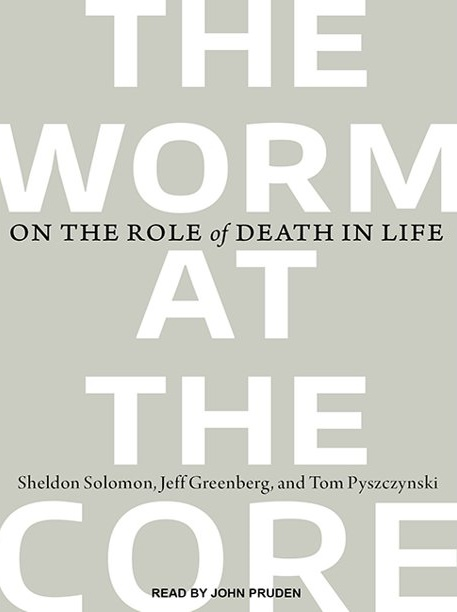 THE
WORM
ON THE ROLE of DEATH IN LIFE
AT
THE
Sheldon Solomon, Jeff Greenberg, and Tom Pyszczynski
CORE
READ BY JOHN PRUDEN